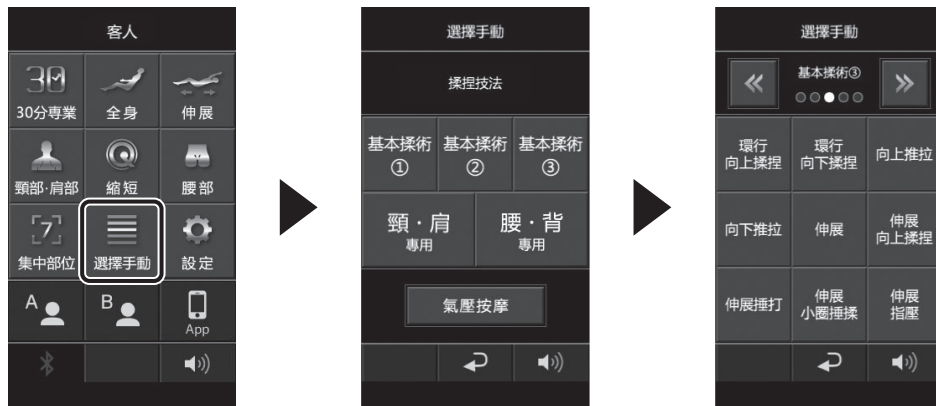 客人
30分専業
全身
伸展
頸部·肩部
縮短
腰部
7
集中部位
選擇手動
設定
A
B
App
選擇手動
揉捏技法
基本揉術
①
基本揉術
②
基本揉術
③
頸・肩
専用
腰・背
専用
氣壓按摩
選擇手動
基本揉術③
環行
向上揉捏
環行
向下揉捏
向上推拉
向下推拉
伸展
伸展
向上揉捏
伸展捶打
伸展
小圈捶揉
伸展
指壓